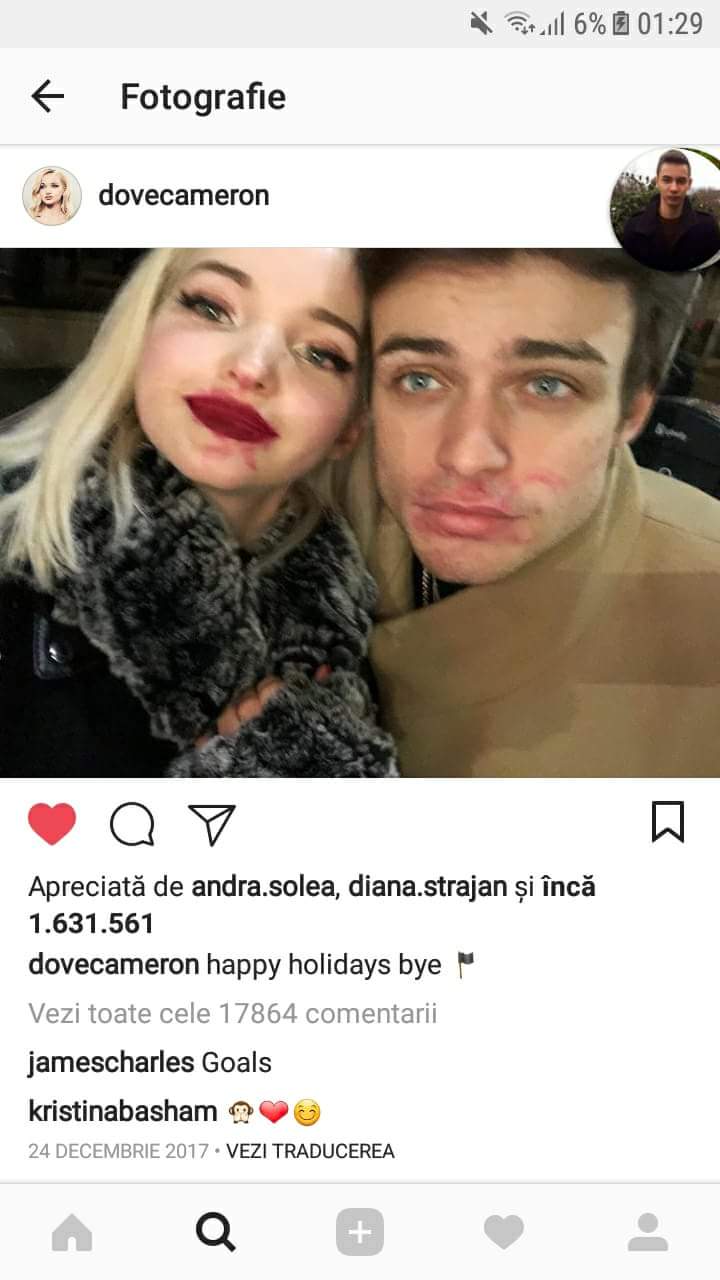 6% 01:29
Fotografie
dovecameron
Apreciată de andra.solea, diana.strajan și încă
1.631.561
dovecameron happy holidays bye 🏴
Vezi toate cele 17864 comentarii
jamescharles Goals
kristinabasham 🙊❤️😊
24 DECEMBRIE 2017 • VEZI TRADUCEREA